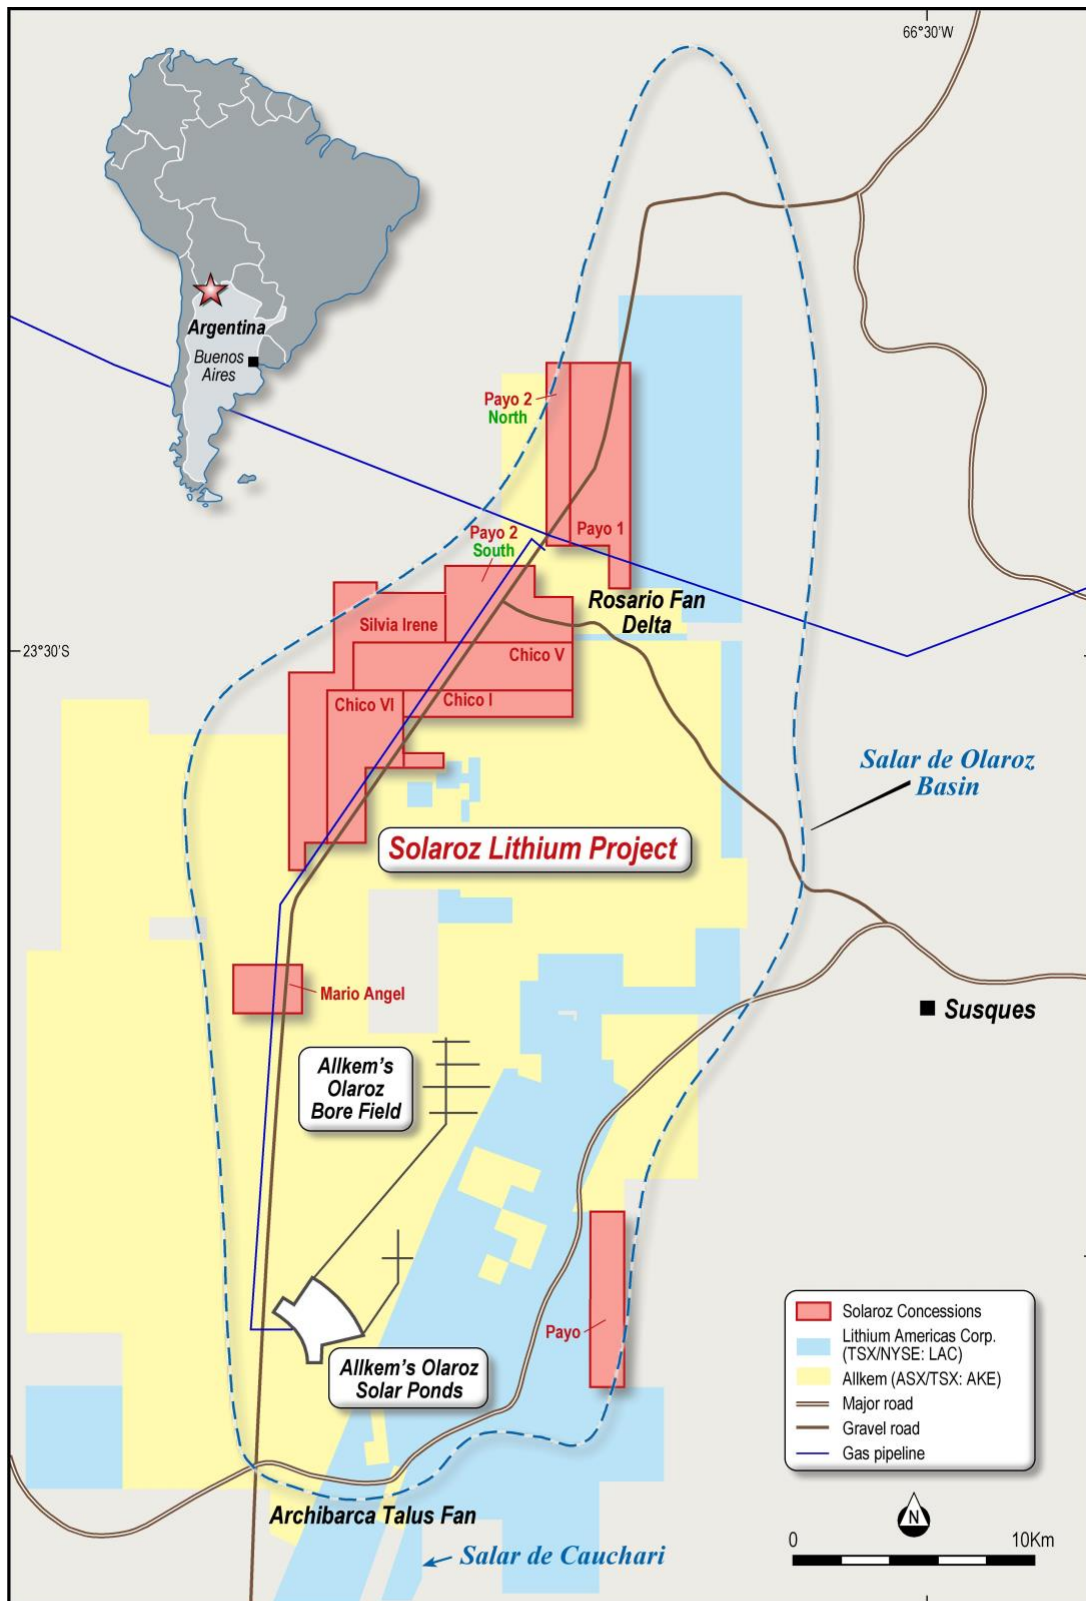 66°30'W
Argentina
Buenos
Aires
Payo 2
North
Payo 1
Payo 2
South
Rosario Fan
Delta
Silvia Irene
Chico V
23°30'S
Chico VI
Chico I
Salar de Olaroz
Basin
Solaroz Lithium Project
Mario Angel
Susques
Allkem's
Olaroz
Bore Field
Payo
Allkem's Olaroz
Solar Ponds
Solaroz Concessions
Lithium Americas Corp.
(TSX/NYSE: LAC)
Allkem (ASX/TSX: AKE)
Major road
Gravel road
Gas pipeline
Archibarca Talus Fan
Salar de Cauchari
N
0
10Km